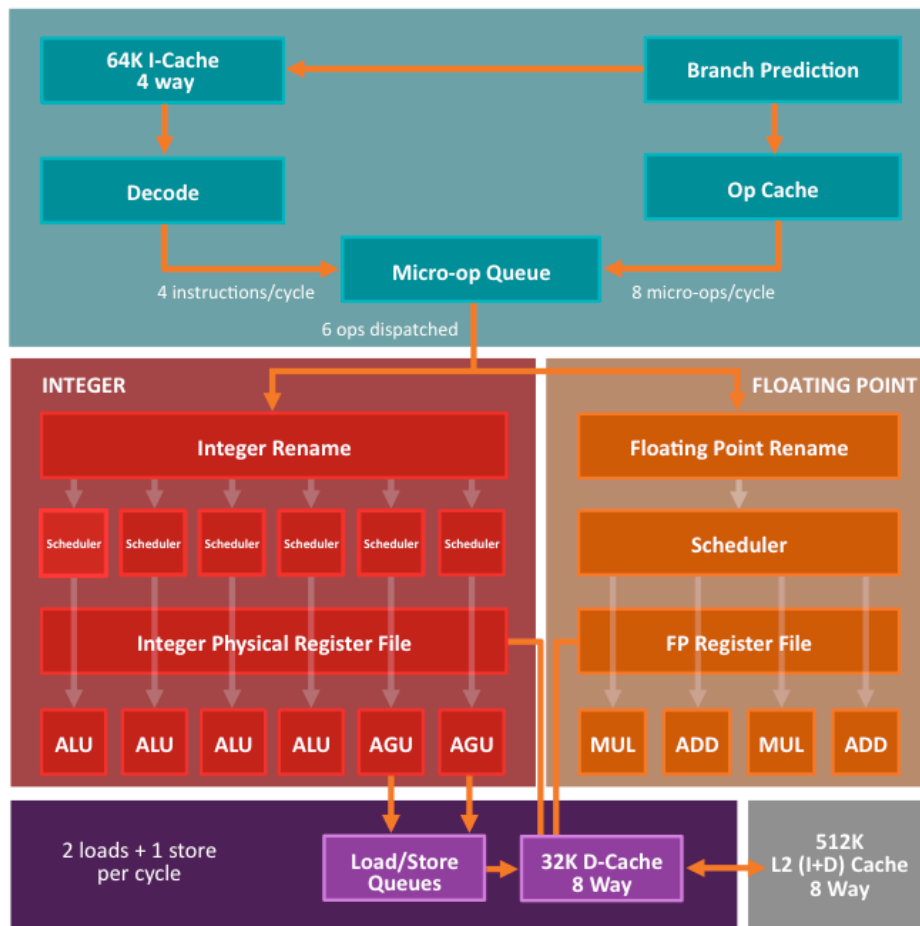 64K I-Cache
4 way
Branch Prediction
Decode
Op Cache
Micro-op Queue
4 instructions/cycle
8 micro-ops/cycle
6 ops dispatched
INTEGER
FLOATING POINT
Integer Rename
Floating Point Rename
Scheduler
Scheduler
Scheduler
Scheduler
Scheduler
Scheduler
Scheduler
Integer Physical Register File
FP Register File
ALU
ALU
ALU
ALU
AGU
AGU
MUL
ADD
MUL
ADD
2 loads + 1 store
per cycle
Load/Store
Queues
32K D-Cache
8 Way
512K
L2 (I+D) Cache
8 Way